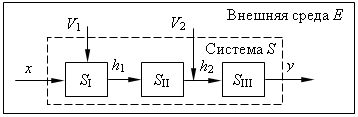 V1 V2 Внешняя среда E
Система S
x SI h1 SII h2 SIII y